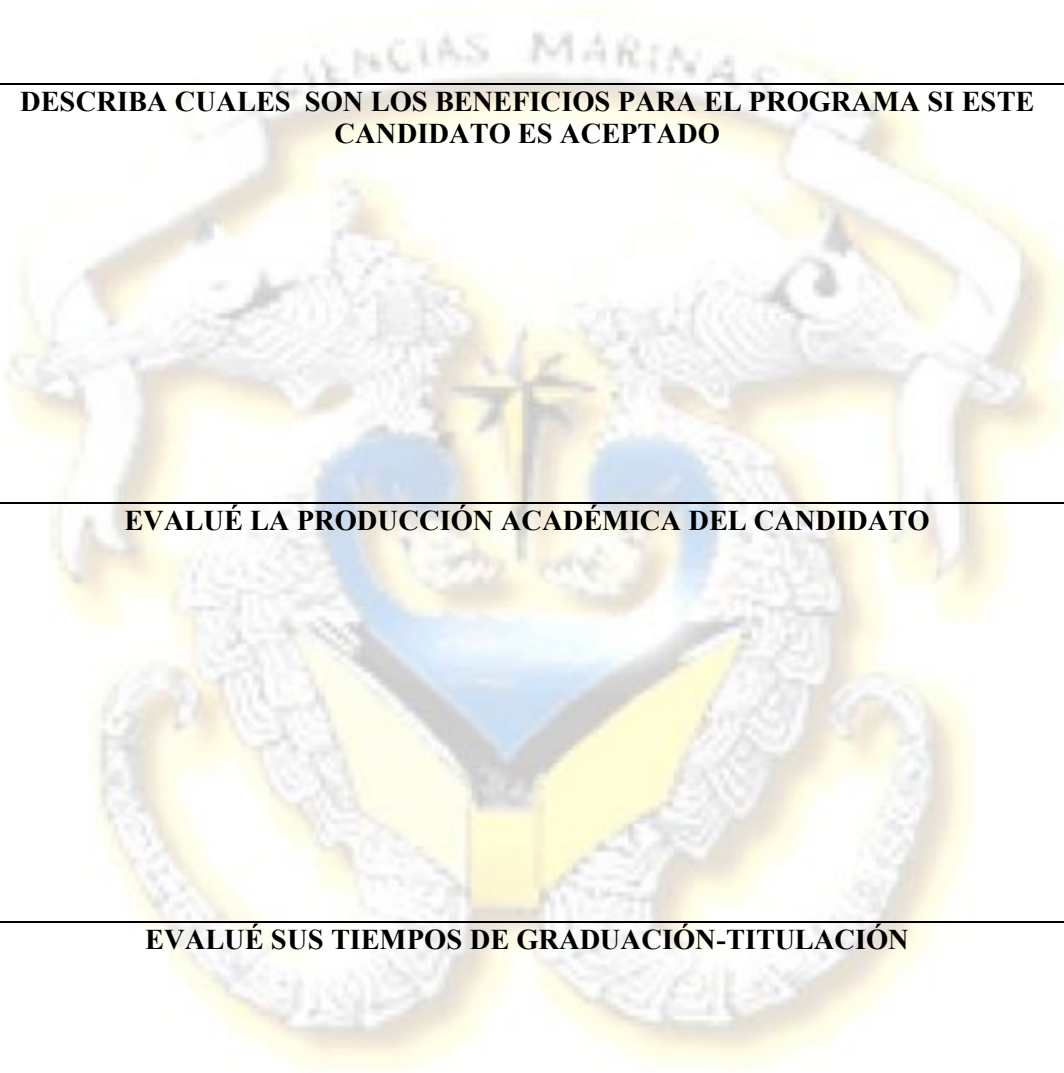 CIENCIAS MARINAS
DESCRIBA CUALES SON LOS BENEFICIOS PARA EL PROGRAMA SI ESTE
CANDIDATO ES ACEPTADO
EVALUÉ LA PRODUCCIÓN ACADÉMICA DEL CANDIDATO
EVALUÉ SUS TIEMPOS DE GRADUACIÓN-TITULACIÓN